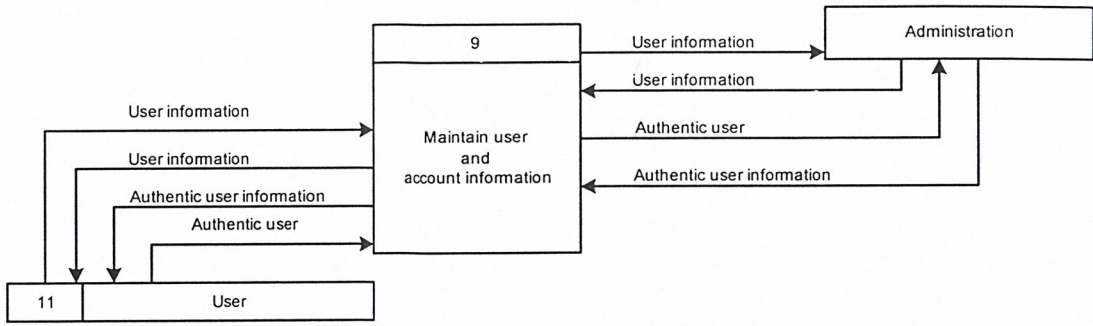 9
User information
Administration
User information
User information
Maintain user
and
account information
Authentic user
User information
Authentic user information
Authentic user information
Authentic user
11
User